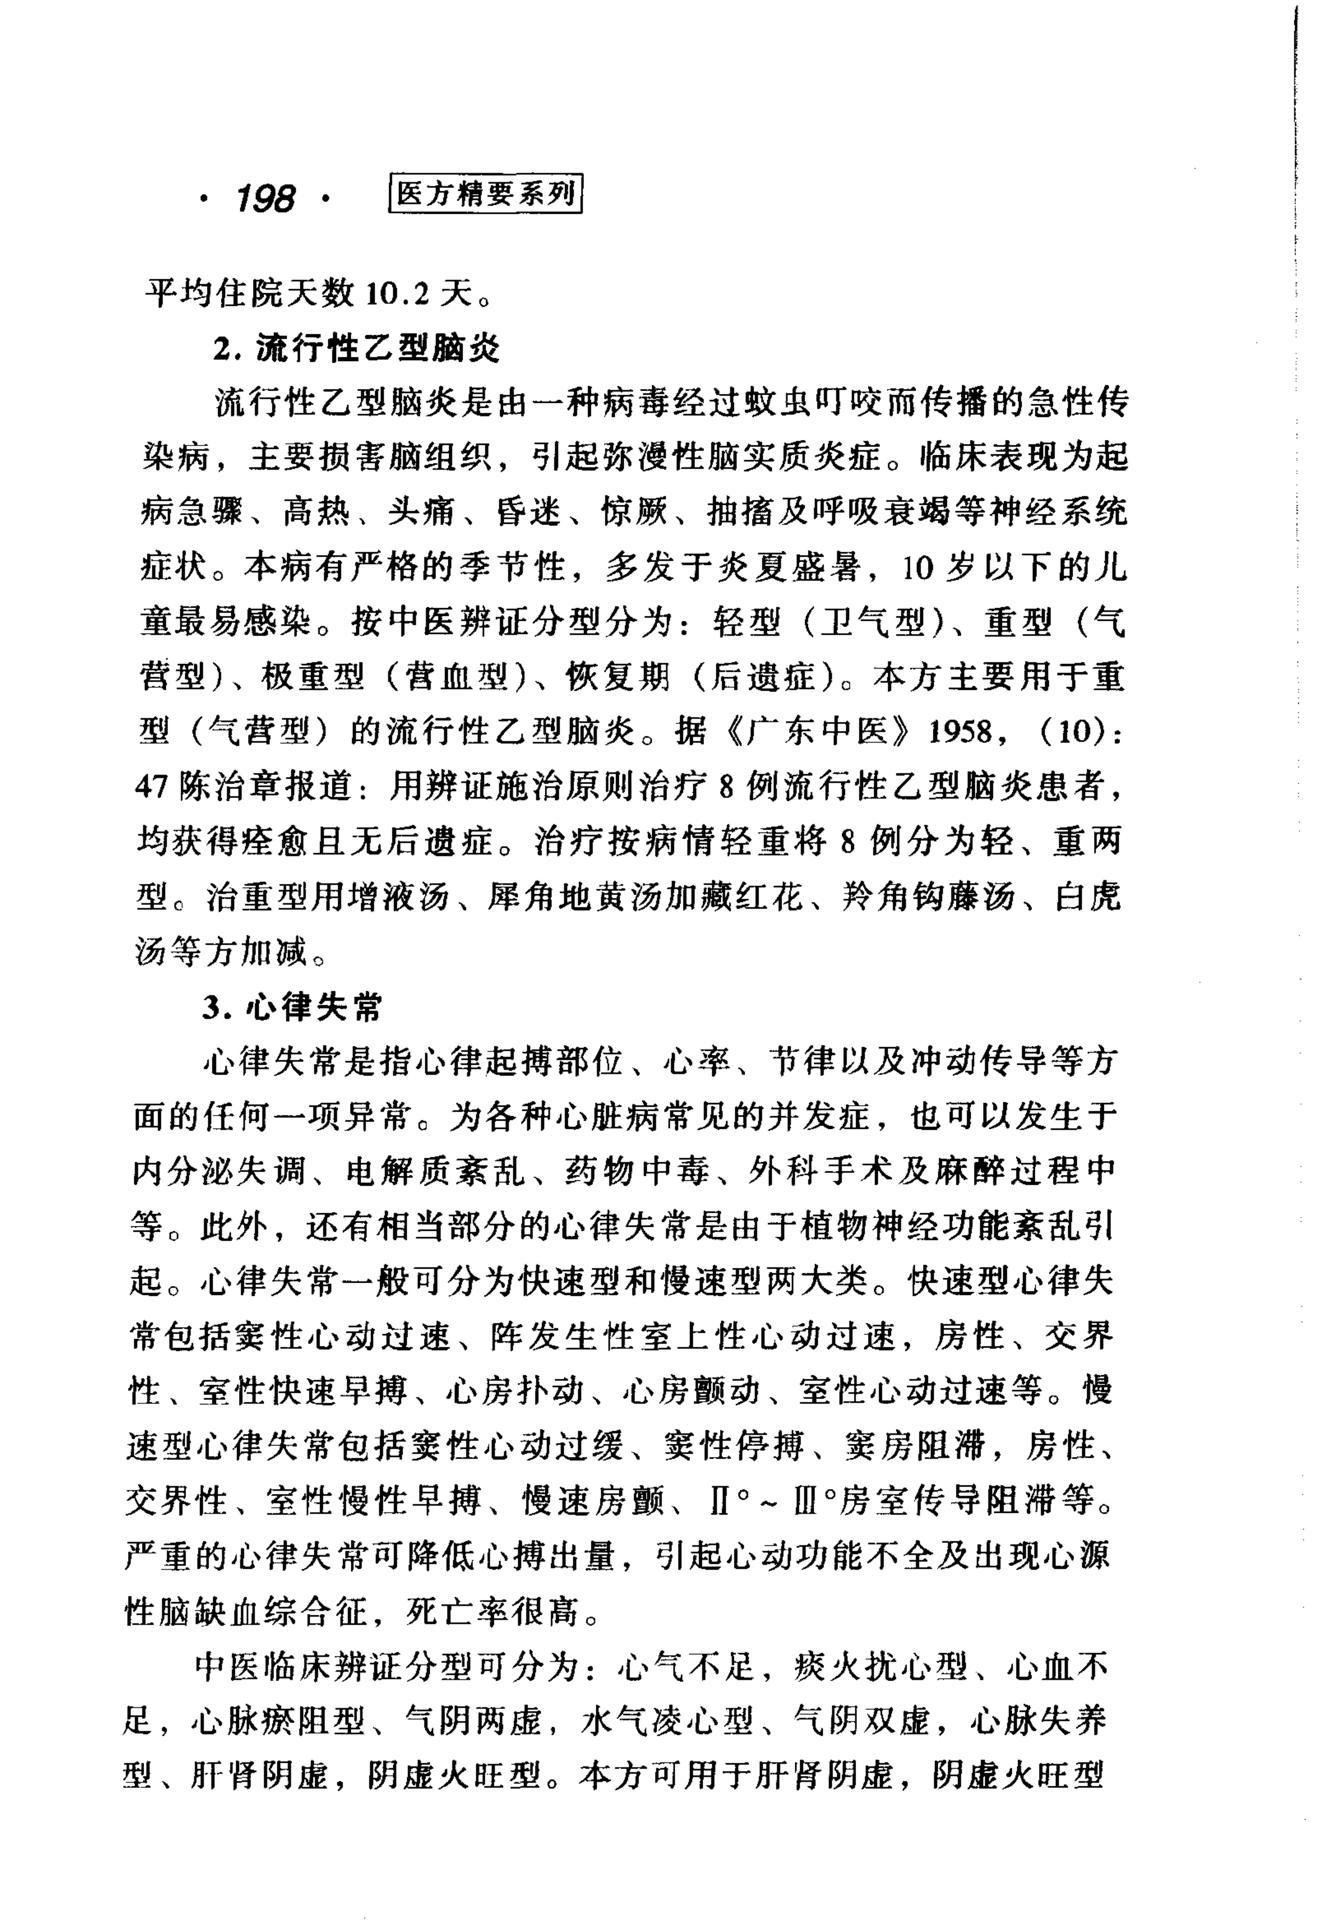 · 198 · 医方精要系列
平均住院天数 10.2 天。
2. 流行性乙型脑炎
流行性乙型脑炎是由一种病毒经过蚊虫叮咬而传播的急性传
染病，主要损害脑组织，引起弥漫性脑实质炎症。临床表现为起
病急骤、高热、头痛、昏迷、惊厥、抽搐及呼吸衰竭等神经系统
症状。本病有严格的季节性，多发于炎夏盛暑，10 岁以下的儿
童最易感染。按中医辨证分型分为：轻型（卫气型）、重型（气
营型）、极重型（营血型）、恢复期（后遗症）。本方主要用于重
型（气营型）的流行性乙型脑炎。据《广东中医》1958，（10）：
47 陈治章报道：用辨证施治原则治疗 8 例流行性乙型脑炎患者，
均获得痊愈且无后遗症。治疗按病情轻重将 8 例分为轻、重两
型。治重型用增液汤、犀角地黄汤加藏红花、羚角钩藤汤、白虎
汤等方加减。
3. 心律失常
心律失常是指心律起搏部位、心率、节律以及冲动传导等方
面的任何一项异常。为各种心脏病常见的并发症，也可以发生于
内分泌失调、电解质紊乱、药物中毒、外科手术及麻醉过程中
等。此外，还有相当部分的心律失常是由于植物神经功能紊乱引
起。心律失常一般可分为快速型和慢速型两大类。快速型心律失
常包括窦性心动过速、阵发生性室上性心动过速，房性、交界
性、室性快速早搏、心房扑动、心房颤动、室性心动过速等。慢
速型心律失常包括窦性心动过缓、窦性停搏、窦房阻滞，房性、
交界性、室性慢性早搏、慢速房颤、Ⅱ°～Ⅲ°房室传导阻滞等。
严重的心律失常可降低心搏出量，引起心动功能不全及出现心源
性脑缺血综合征，死亡率很高。
中医临床辨证分型可分为：心气不足，痰火扰心型、心血不
足，心脉瘀阻型、气阴两虚，水气凌心型、气阴双虚，心脉失养
型、肝肾阴虚，阴虚火旺型。本方可用于肝肾阴虚，阴虚火旺型